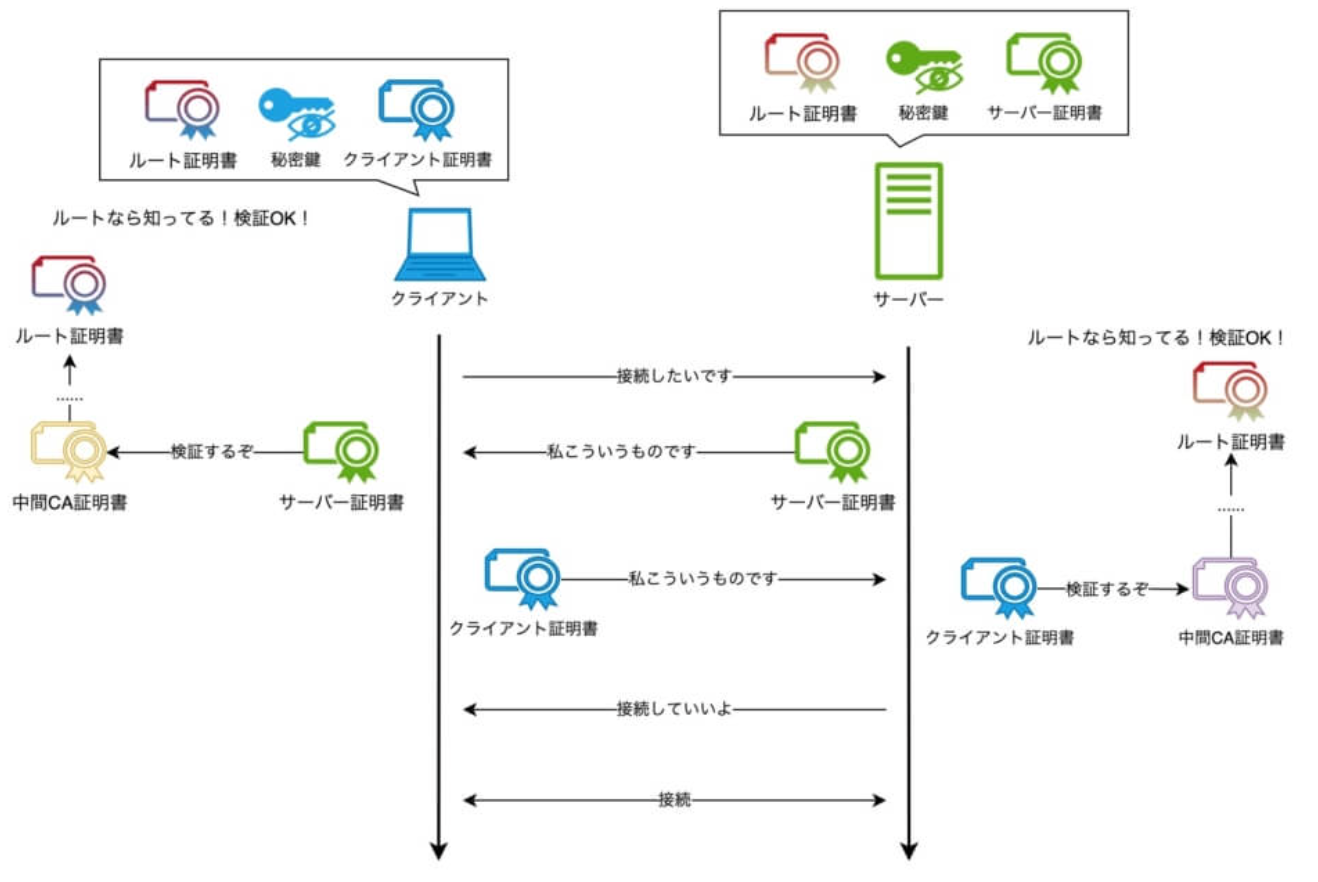 ルート証明書
秘密鍵
サーバー証明書
ルート証明書
秘密鍵
クライアント証明書
ルートなら知ってる！検証OK！
クライアント
サーバー
ルート証明書
ルートなら知ってる！検証OK！
接続したいです
......
ルート証明書
検証するぞ
私こういうものです
中間CA証明書
サーバー証明書
サーバー証明書
......
私こういうものです
検証するぞ
クライアント証明書
クライアント証明書
中間CA証明書
接続していいよ
接続